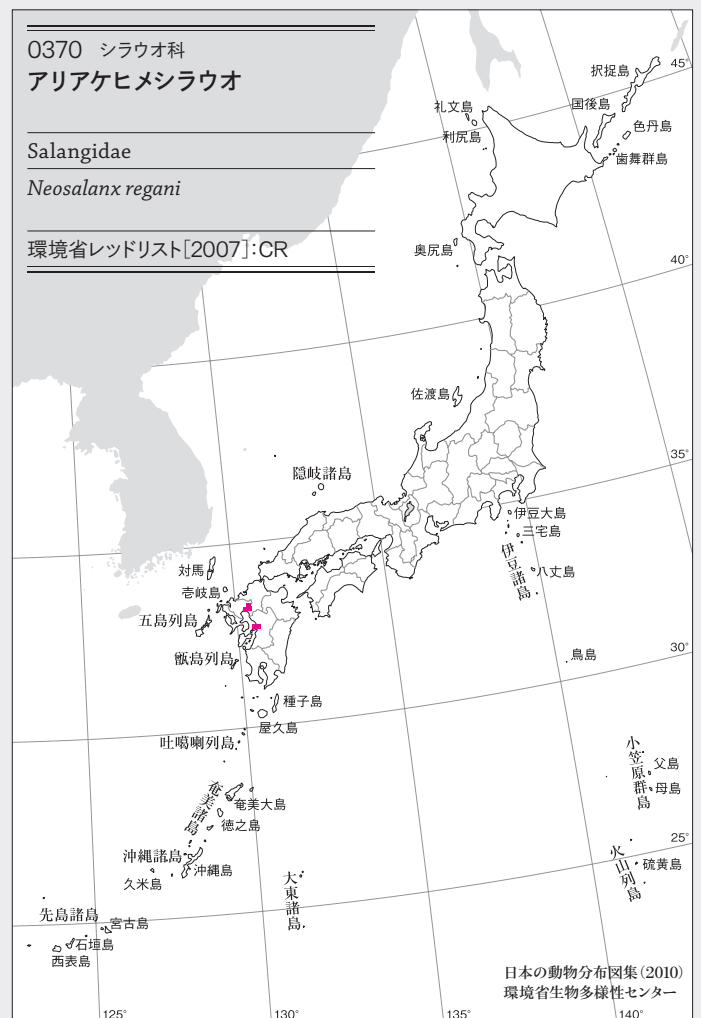 0370 シラウオ科
アリアケヒメシラウオ
Salangidae
Neosalanx regani
環境省レッドリスト[2007]:CR
択捉島
45°
礼文島
国後島
利尻島
色丹島
歯舞群島
奥尻島
40°
佐渡島
35°
隠岐諸島
伊豆大島
三宅島
伊豆諸島
八丈島
対馬
壱岐島
五島列島
甑島列島
鳥島
30°
種子島
屋久島
吐噶喇列島
小笠原群島
父島
母島
奄美諸島
奄美大島
徳之島
25°
沖縄諸島
沖縄島
久米島
火山列島
硫黄島
大東諸島
先島諸島
宮古島
石垣島
西表島
日本の動物分布図集(2010)
環境省生物多様性センター
125°
130°
135°
140°